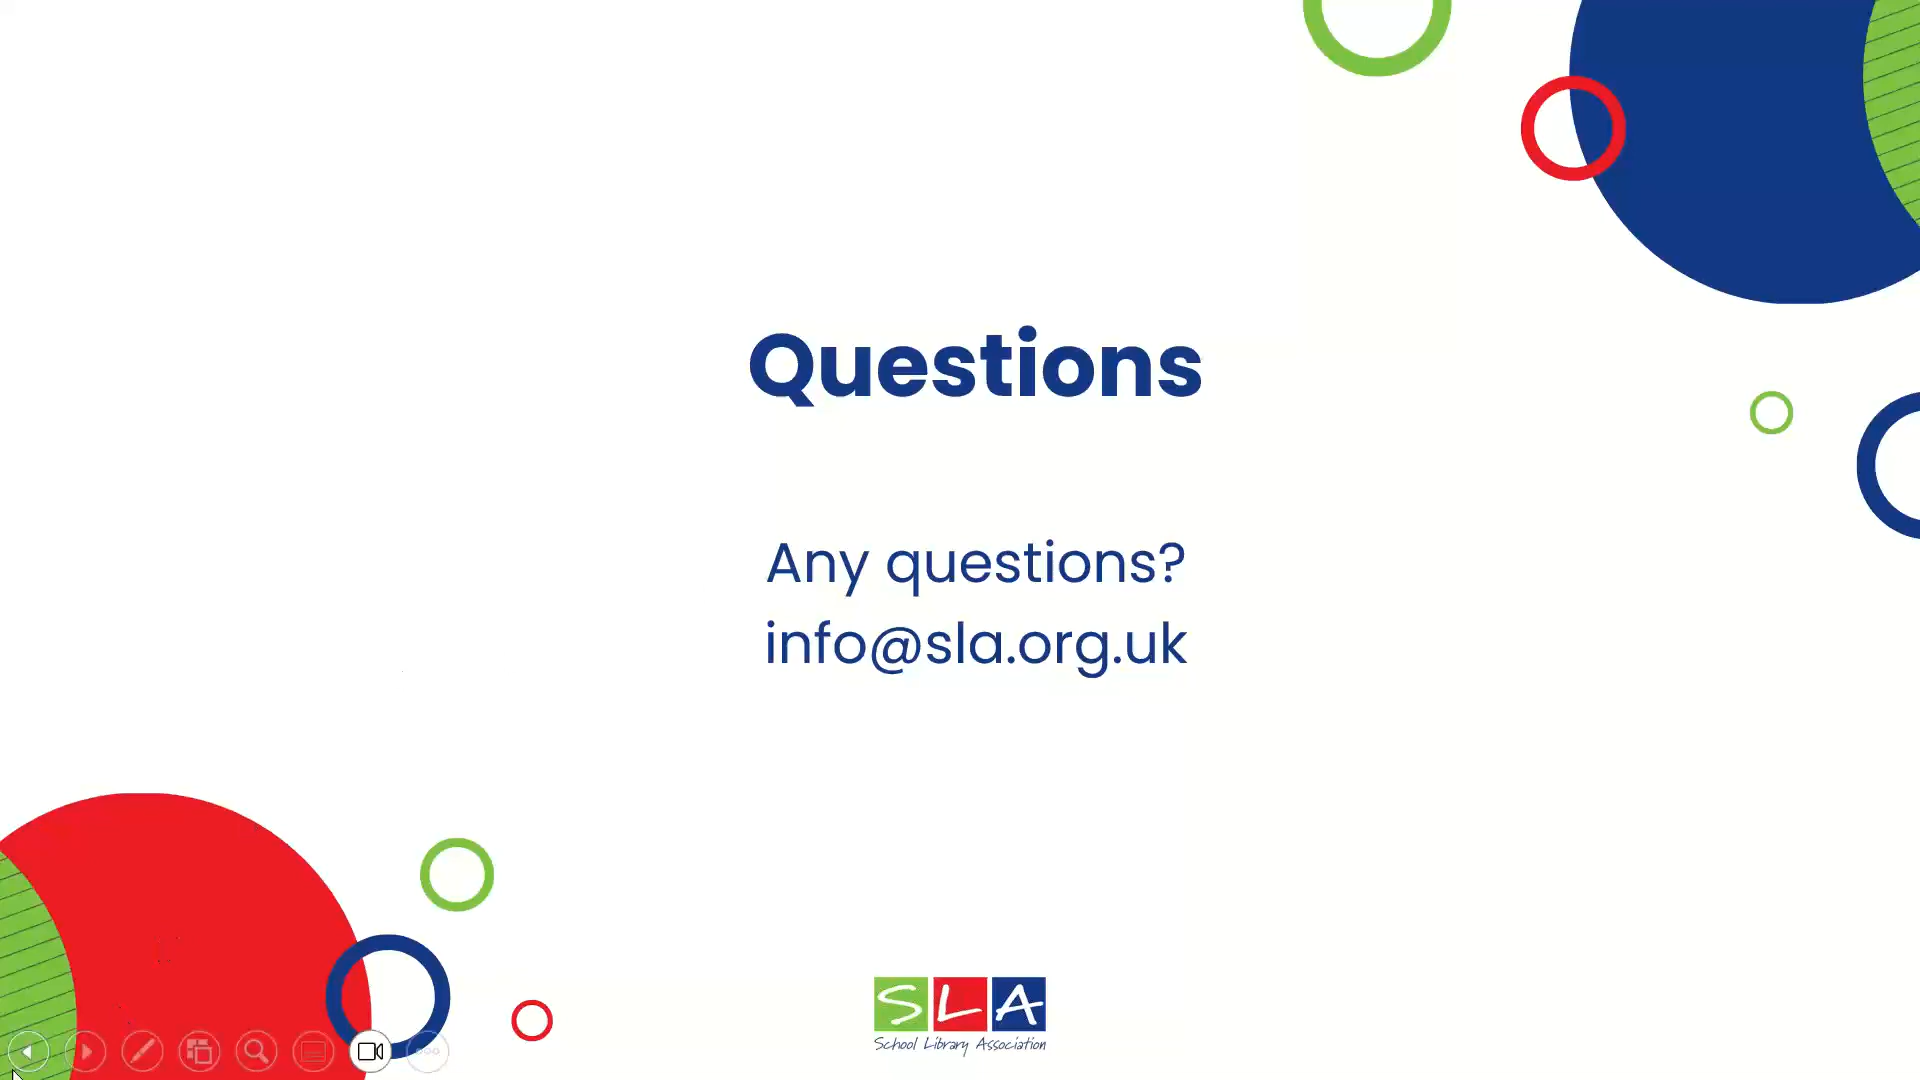 Questions
Any questions?
info@sla.org.uk
SLA
School Library Association